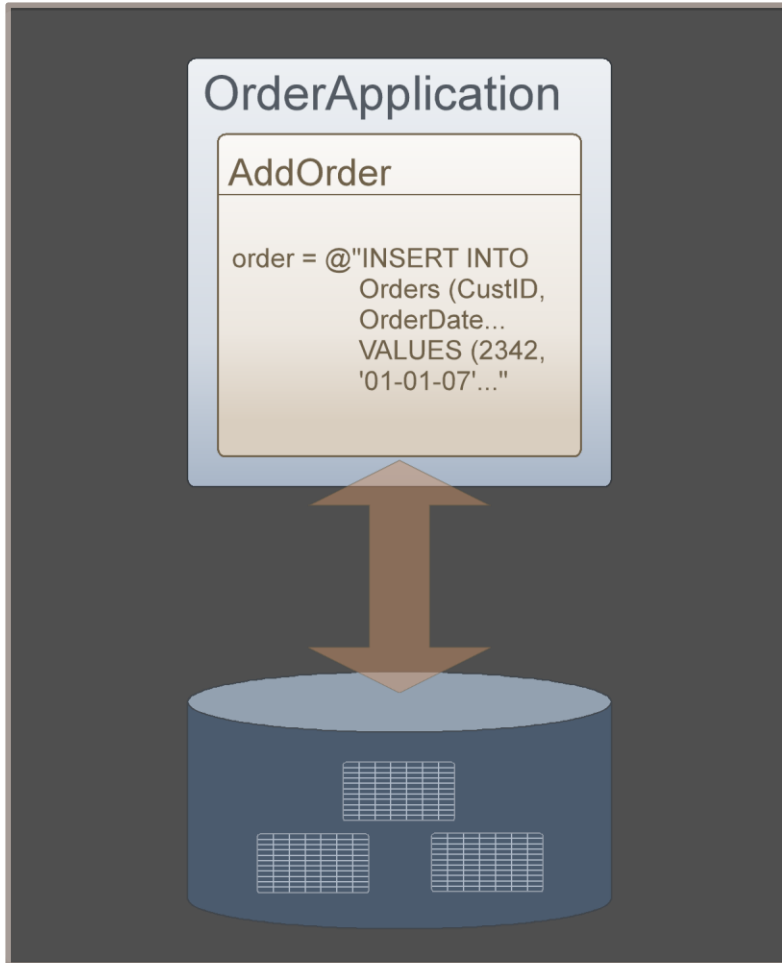 OrderApplication
AddOrder
order = @"INSERT INTO
Orders (CustID,
OrderDate...
VALUES (2342,
'01-01-07'..."